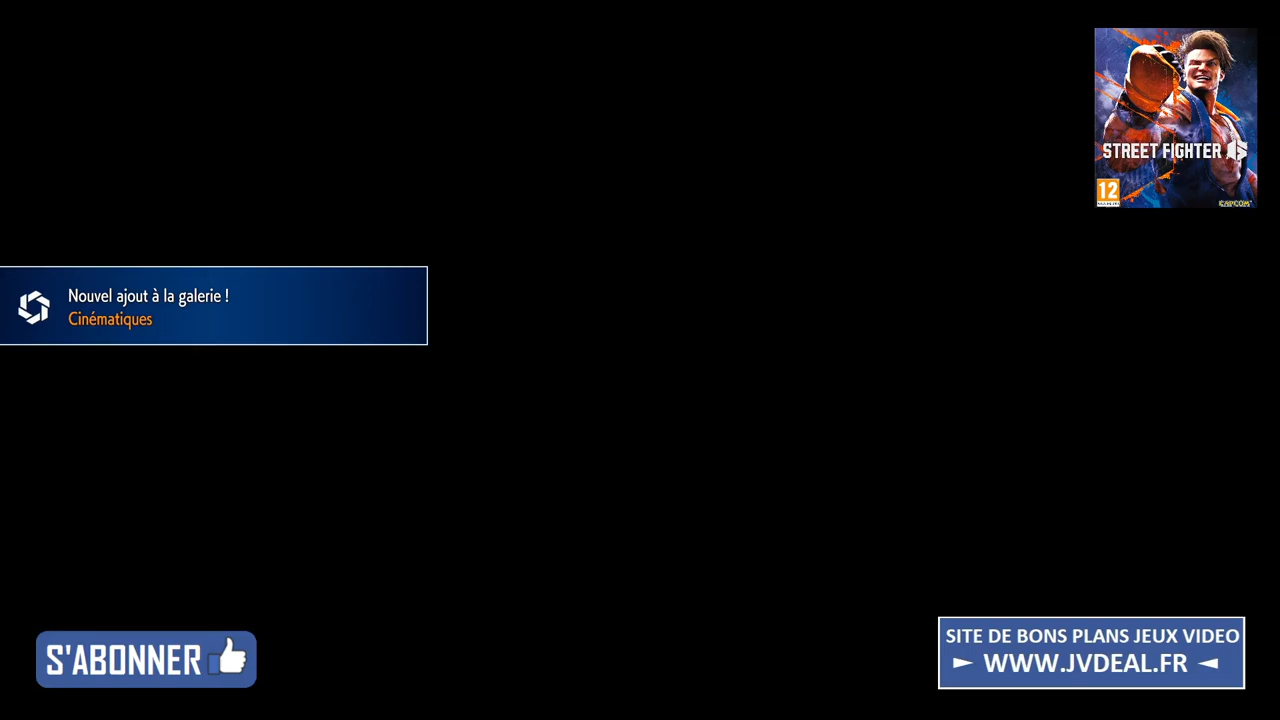 STREET FIGHTER 6
12
CAPCOM
Nouvel ajout à la galerie !
Cinématiques
S'ABONNER
SITE DE BONS PLANS JEUX VIDEO
► WWW.JVDEAL.FR ◄